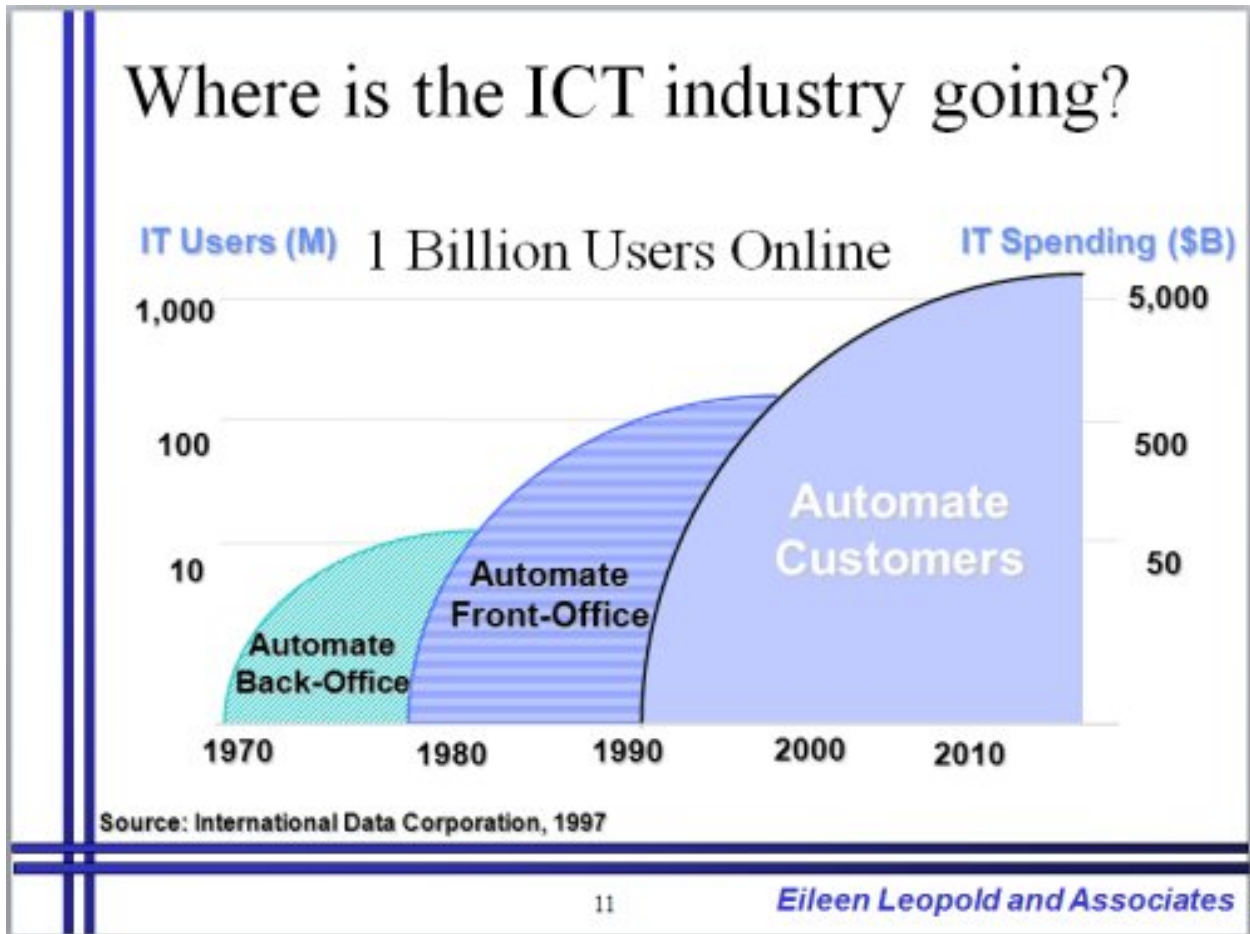 Where is the ICT industry going?
IT Users (M)
1 Billion Users Online
IT Spending ($B)
1,000
5,000
100
500
10
50
Automate
Customers
Automate
Front-Office
Automate
Back-Office
1970
1980
1990
2000
2010
Source: International Data Corporation, 1997
11
Eileen Leopold and Associates